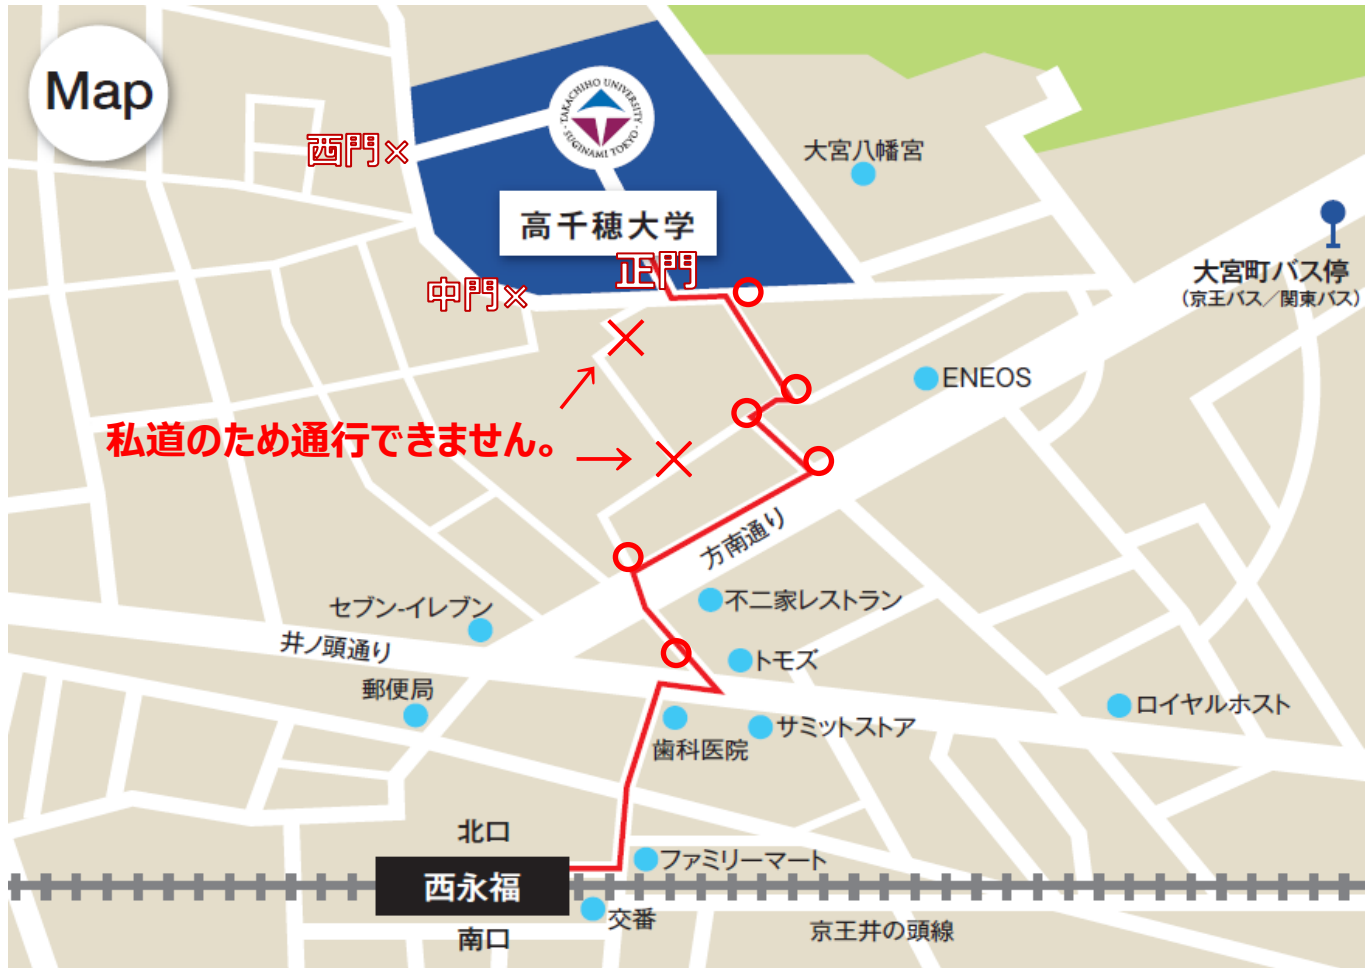 Map
TAKACHIHO UNIVERSITY
SUGINAMI TOKYO
西門×
大宮八幡宮
高千穂大学
正門
中門×
大宮町バス停
(京王バス／関東バス)
ENEOS
私道のため通行できません。
方南通り
不二家レストラン
セブン-イレブン
井ノ頭通り
トモズ
郵便局
ロイヤルホスト
サミットストア
歯科医院
北口
ファミリーマート
西永福
交番
京王井の頭線
南口